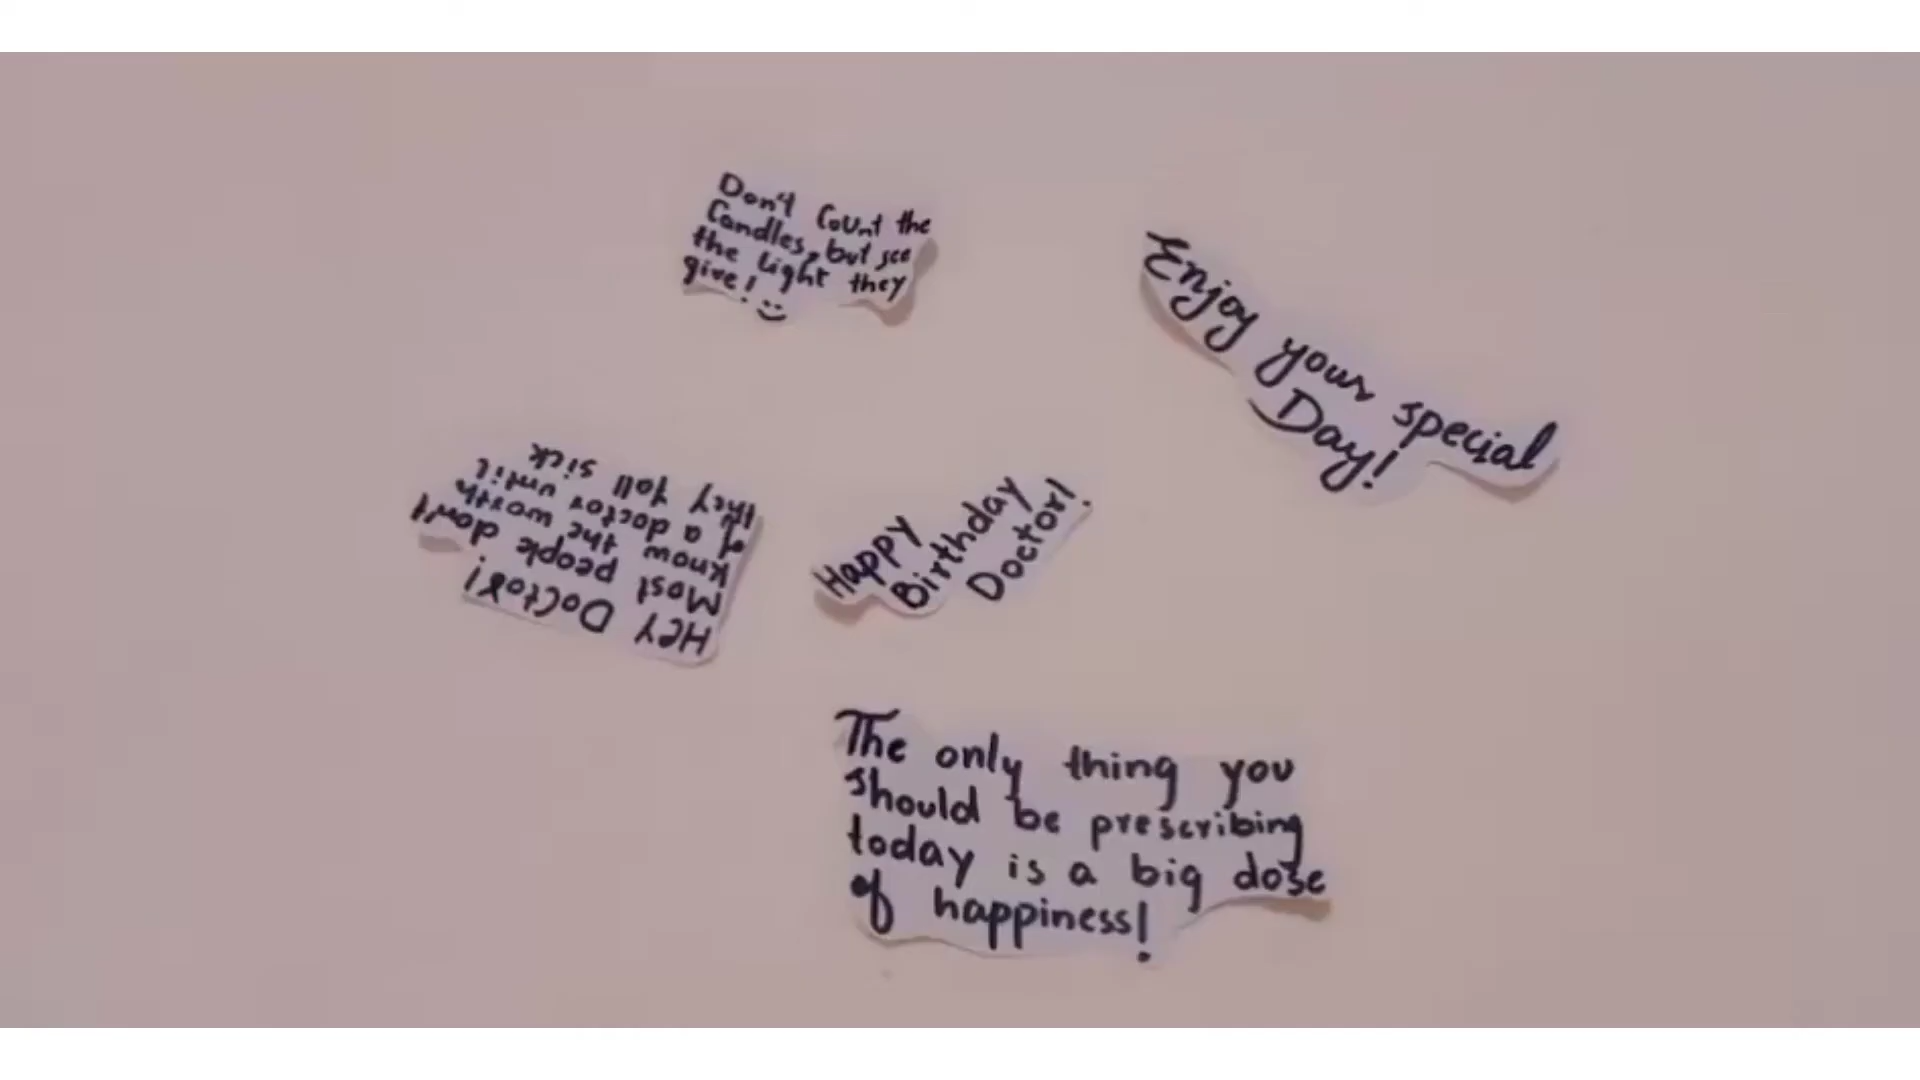 Don't Count the
Candles, but see
the Light they
give! :)
Enjoy your special
Day!
HEY DOCTOR!
Most people don't
know the worth
of a doctor until
they fall sick
Happy
Birthday
Doctor!
The only thing you
should be prescribing
today is a big dose
of happiness!